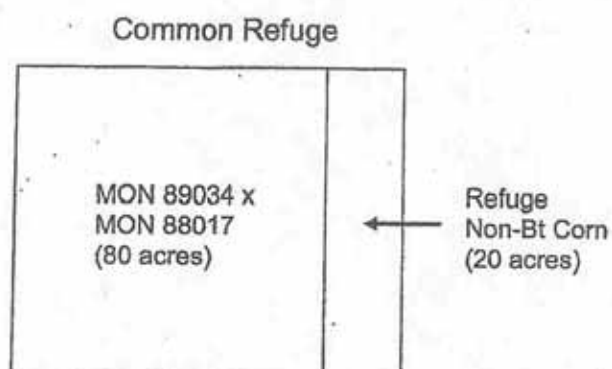 Common Refuge
MON 89034 x
MON 88017
(80 acres)
Refuge
Non-Bt Corn
(20 acres)